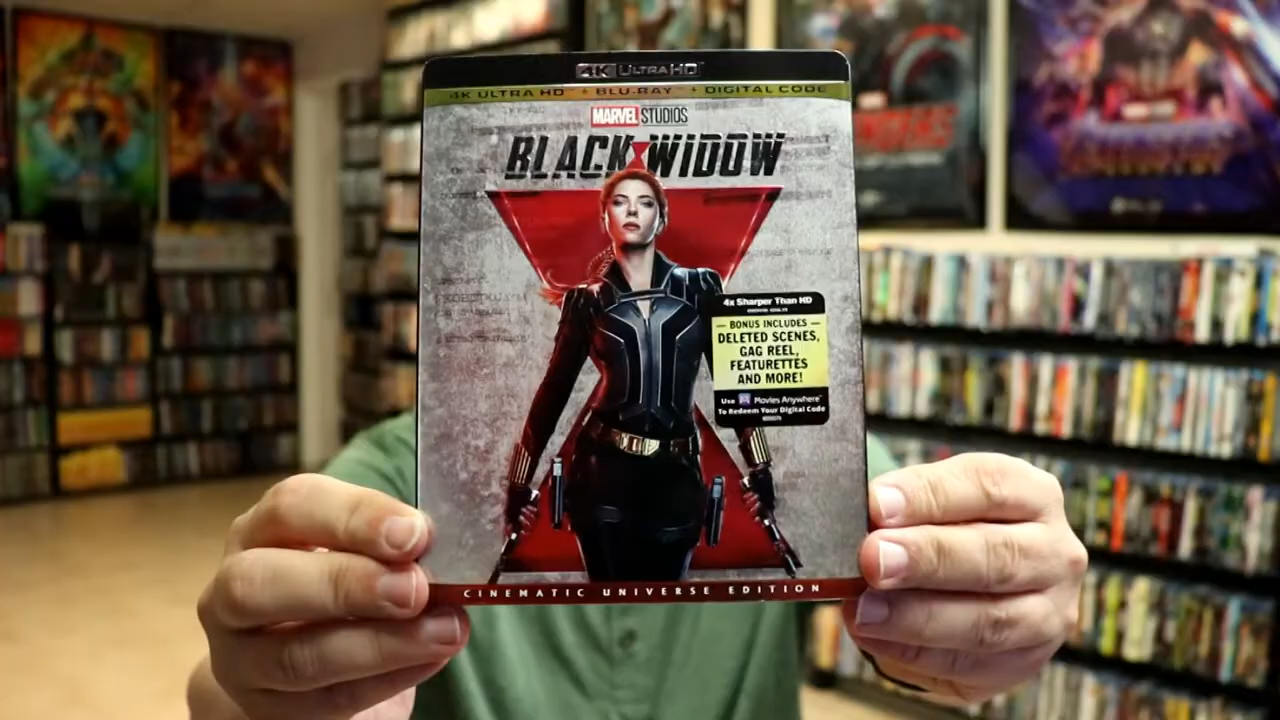 4K ULTRA HD
4K ULTRA HD + BLU-RAY + DIGITAL CODE
MARVEL STUDIOS
BLACK WIDOW
4x Sharper Than HD
BONUS INCLUDES
DELETED SCENES,
GAG REEL,
FEATURETTES
AND MORE!
Use Movies Anywhere
To Redeem Your Digital Code
CINEMATIC UNIVERSE EDITION